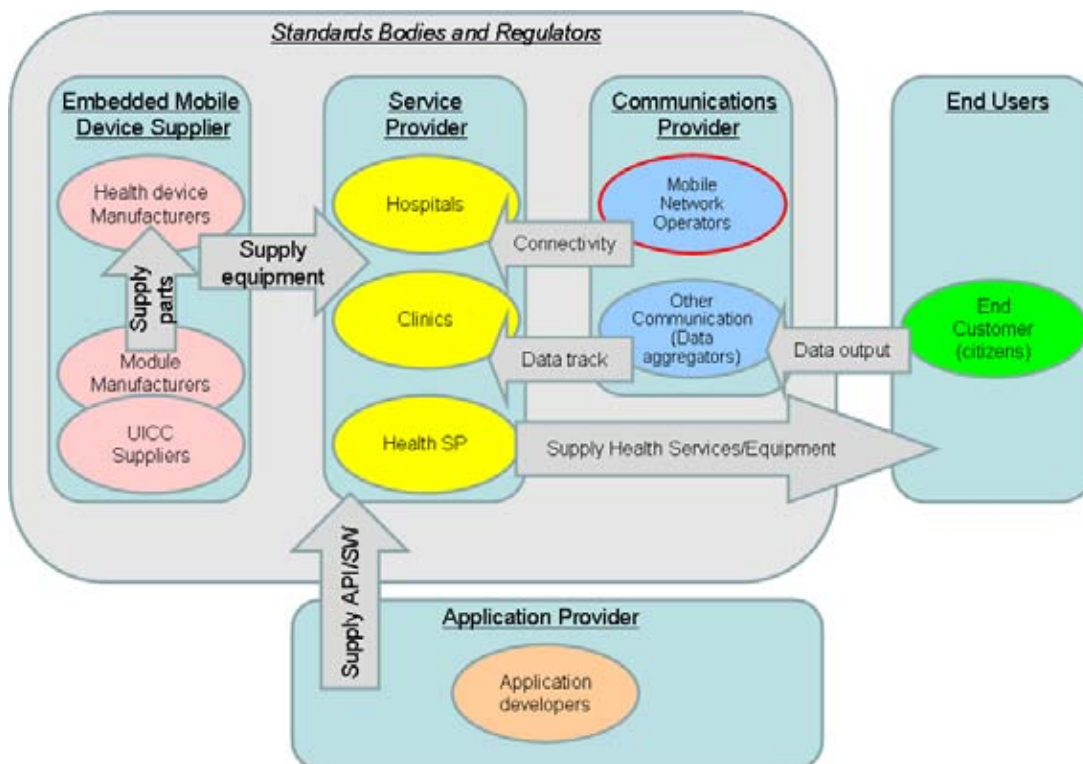 Standards Bodies and Regulators
Embedded Mobile
Device Supplier
Health device
Manufacturers
Supply
parts
Module
Manufacturers
UICC
Suppliers
Supply
equipment
Service
Provider
Hospitals
Clinics
Health SP
Communications
Provider
Mobile
Network
Operators
Connectivity
Other
Communication
(Data
aggregators)
Data track
End Users
End
Customer
(citizens)
Data output
Supply Health Services/Equipment
Supply API/SW
Application Provider
Application
developers